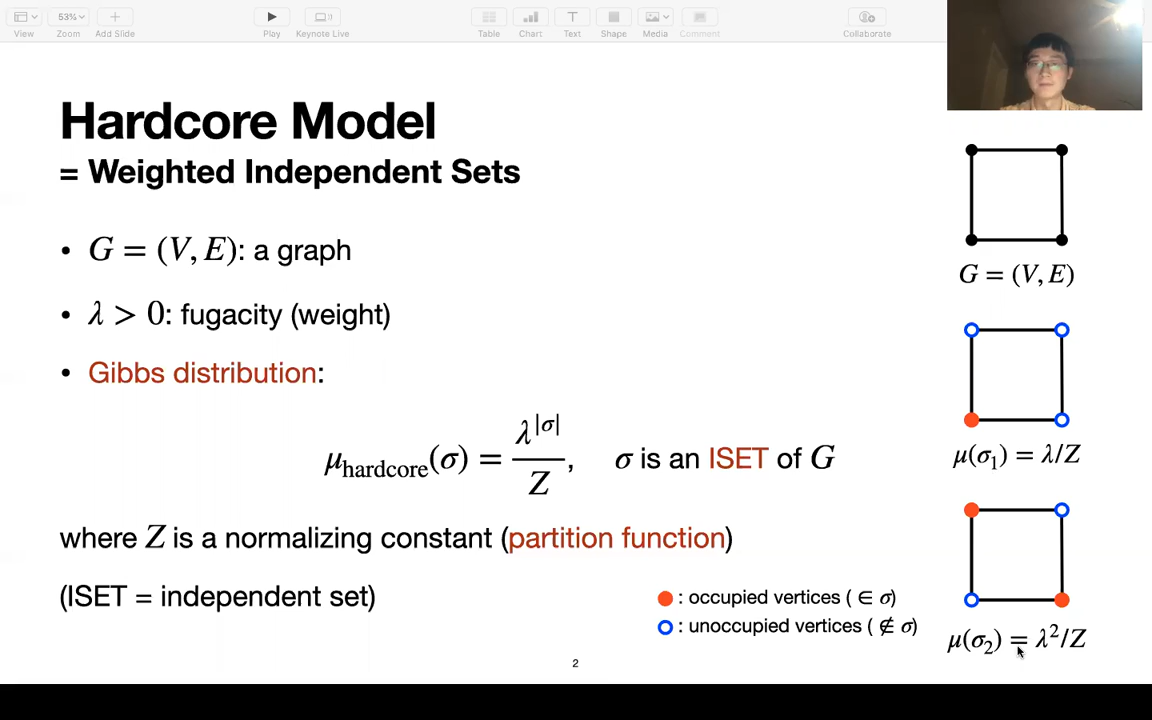 53%
View
Zoom
Add Slide
Play
Keynote Live
Table
Chart
Text
Shape
Media
Comment
Collaborate
Hardcore Model
= Weighted Independent Sets
• G = (V, E): a graph
• λ > 0: fugacity (weight)
• Gibbs distribution:
μ_hardcore(σ) = λ^|σ| / Z, σ is an ISET of G
where Z is a normalizing constant (partition function)
(ISET = independent set)
G = (V, E)
μ(σ₁) = λ/Z
: occupied vertices ( ∈ σ)
: unoccupied vertices ( ∉ σ)
μ(σ₂) = λ²/Z
2